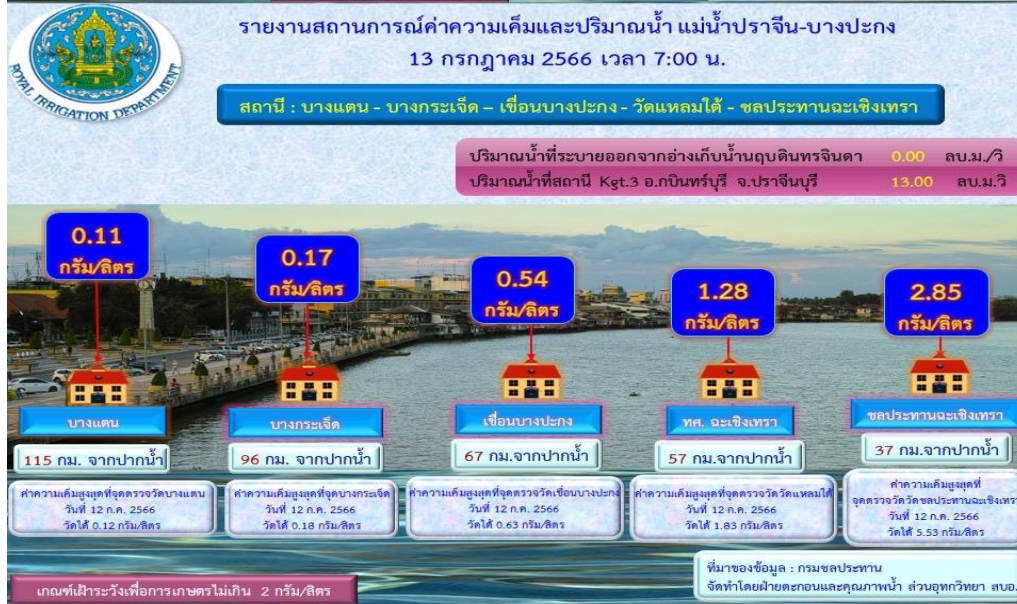 รายงานสถานการณ์ค่าความเค็มและปริมาณน้ำ แม่น้ำปราจีน-บางปะกง
13 กรกฎาคม 2566 เวลา 7:00 น.
ROYAL IRRIGATION DEPARTMENT
สถานี : บางแตน - บางกระเจ็ด – เขื่อนบางปะกง - วัดแหลมใต้ - ชลประทานฉะเชิงเทรา
ปริมาณน้ำที่ระบายออกจากอ่างเก็บน้ำนฤบดินทรจินดา 0.00 ลบ.ม./วิ
ปริมาณน้ำที่สถานี Kgt.3 อ.กบินทร์บุรี จ.ปราจีนบุรี 13.00 ลบ.ม.วิ
0.11
กรัม/ลิตร
0.17
กรัม/ลิตร
0.54
กรัม/ลิตร
1.28
กรัม/ลิตร
2.85
กรัม/ลิตร
บางแตน
บางกระเจ็ด
เขื่อนบางปะกง
ทศ. ฉะเชิงเทรา
ชลประทานฉะเชิงเทรา
115 กม. จากปากน้ำ
96 กม. จากปากน้ำ
67 กม.จากปากน้ำ
57 กม.จากปากน้ำ
37 กม.จากปากน้ำ
ค่าความเค็มสูงสุดที่จุดตรวจวัดบางแตน
วันที่ 12 ก.ค. 2566
วัดได้ 0.12 กรัม/ลิตร
ค่าความเค็มสูงสุดที่จุดบางกระเจ็ด
วันที่ 12 ก.ค. 2566
วัดได้ 0.18 กรัม/ลิตร
ค่าความเค็มสูงสุดที่จุดตรวจวัดเขื่อนบางปะกง
วันที่ 12 ก.ค. 2566
วัดได้ 0.63 กรัม/ลิตร
ค่าความเค็มสูงสุดที่จุดตรวจวัดวัดแหลมใต้
วันที่ 12 ก.ค. 2566
วัดได้ 1.83 กรัม/ลิตร
ค่าความเค็มสูงสุดที่
จุดตรวจวัดวัดชลประทานฉะเชิงเทรา
วันที่ 12 ก.ค. 2566
วัดได้ 5.53 กรัม/ลิตร
เกณฑ์เฝ้าระวังเพื่อการเกษตรไม่เกิน 2 กรัม/ลิตร
ที่มาของข้อมูล : กรมชลประทาน
จัดทำโดยฝ่ายตะกอนและคุณภาพน้ำ ส่วนอุทกวิทยา สบอ.